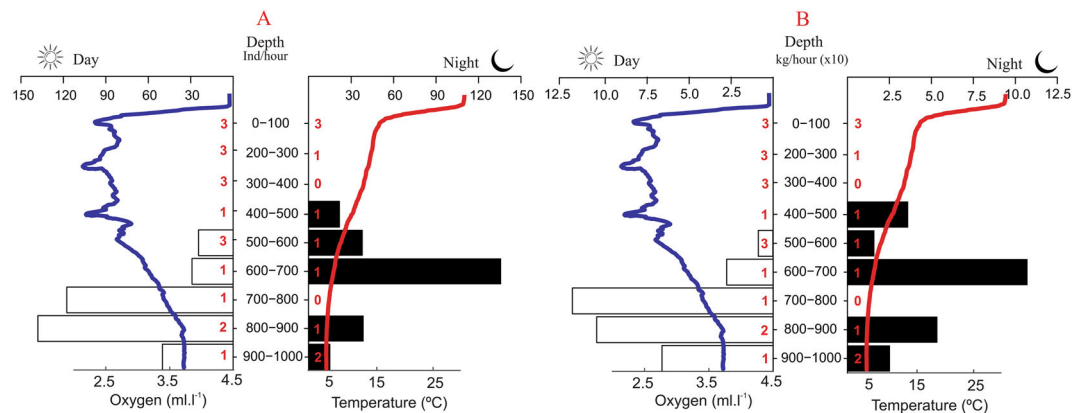 A
Depth
Ind/hour
Day
Night
150 120 90 60 30
30 60 90 120 150
3 0−100 3
3 200−300 1
3 300−400 0
1 400−500 1
3 500−600 1
1 600−700 1
1 700−800 0
2 800−900 1
1 900−1000 2
2.5 3.5 4.5
5 15 25
Oxygen (ml.l-1)
Temperature (ºC)
B
Depth
kg/hour (x10)
Day
Night
12.5 10.0 7.5 5.0 2.5
2.5 5.0 7.5 10.0 12.5
3 0−100 3
3 200−300 1
3 300−400 0
1 400−500 1
3 500−600 1
1 600−700 1
1 700−800 0
2 800−900 1
1 900−1000 2
2.5 3.5 4.5
5 15 25
Oxygen (ml.l-1)
Temperature (ºC)